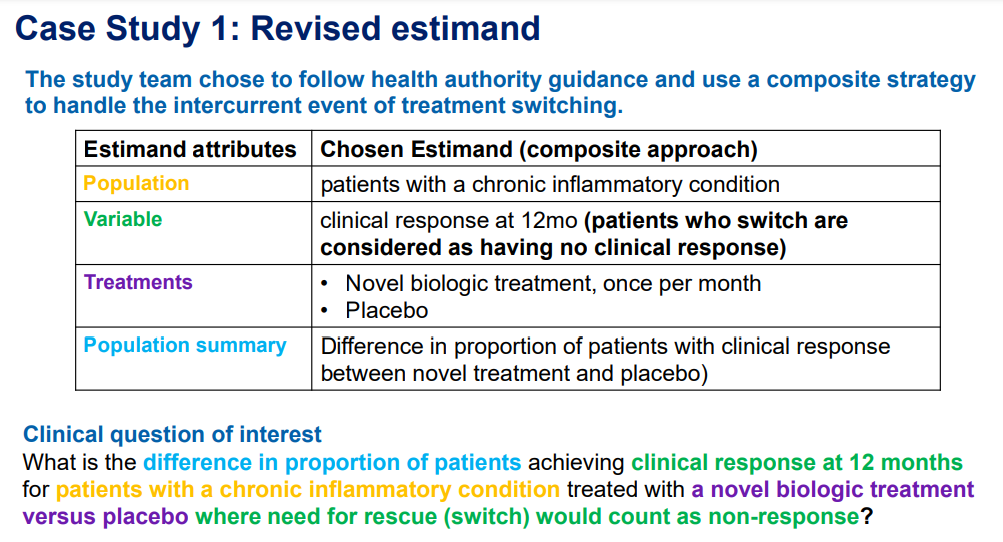 Case Study 1: Revised estimand
The study team chose to follow health authority guidance and use a composite strategy
to handle the intercurrent event of treatment switching.
Estimand attributes Chosen Estimand (composite approach)
Population patients with a chronic inflammatory condition
Variable clinical response at 12mo (patients who switch are
considered as having no clinical response)
Treatments • Novel biologic treatment, once per month
• Placebo
Population summary Difference in proportion of patients with clinical response
between novel treatment and placebo)
Clinical question of interest
What is the difference in proportion of patients achieving clinical response at 12 months
for patients with a chronic inflammatory condition treated with a novel biologic treatment
versus placebo where need for rescue (switch) would count as non-response?